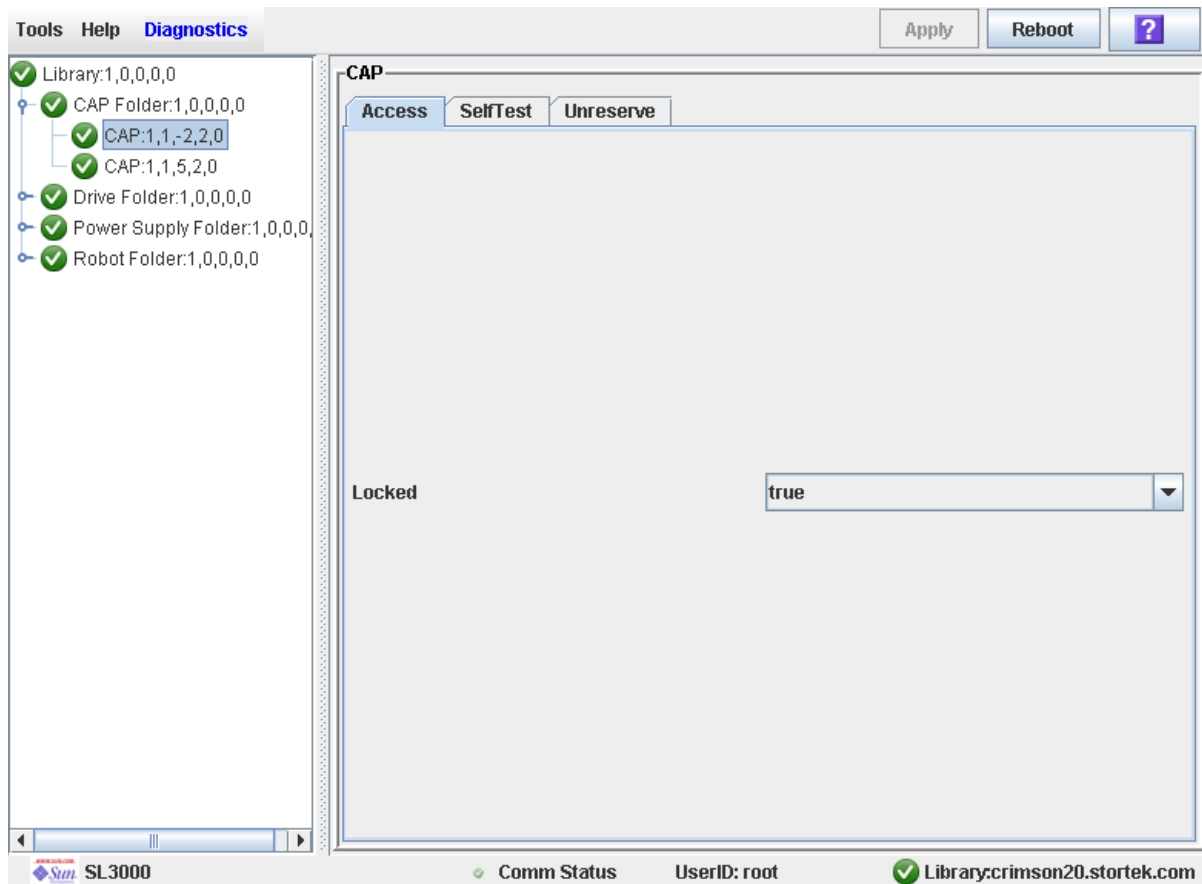 Tools Help Diagnostics
Apply Reboot ?
Library:1,0,0,0,0
CAP Folder:1,0,0,0,0
CAP:1,1,-2,2,0
CAP:1,1,5,2,0
Drive Folder:1,0,0,0,0
Power Supply Folder:1,0,0,0,
Robot Folder:1,0,0,0,0
CAP
Access SelfTest Unreserve
Locked true
Sun SL3000 Comm Status UserID: root Library:crimson20.stortek.com